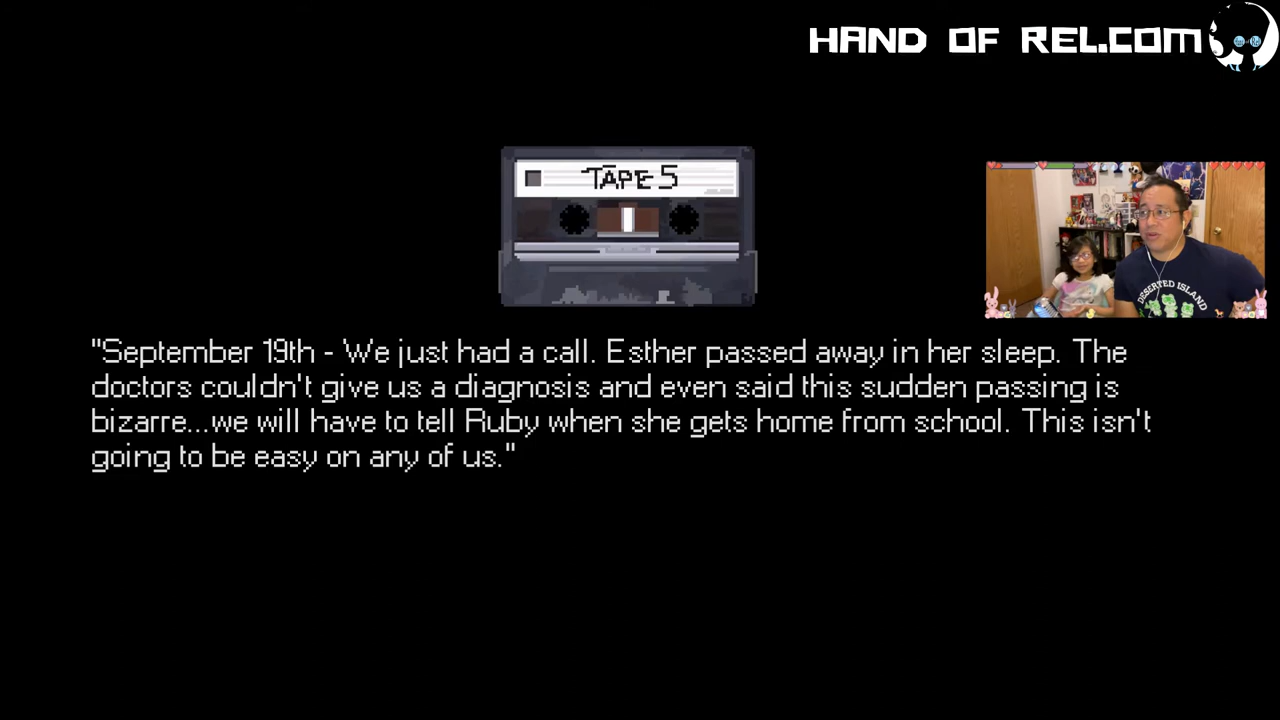 HAND OF REL.COM
TAPE 5
"September 19th - We just had a call. Esther passed away in her sleep. The
doctors couldn't give us a diagnosis and even said this sudden passing is
bizarre...we will have to tell Ruby when she gets home from school. This isn't
going to be easy on any of us."
DESERTED ISLAND